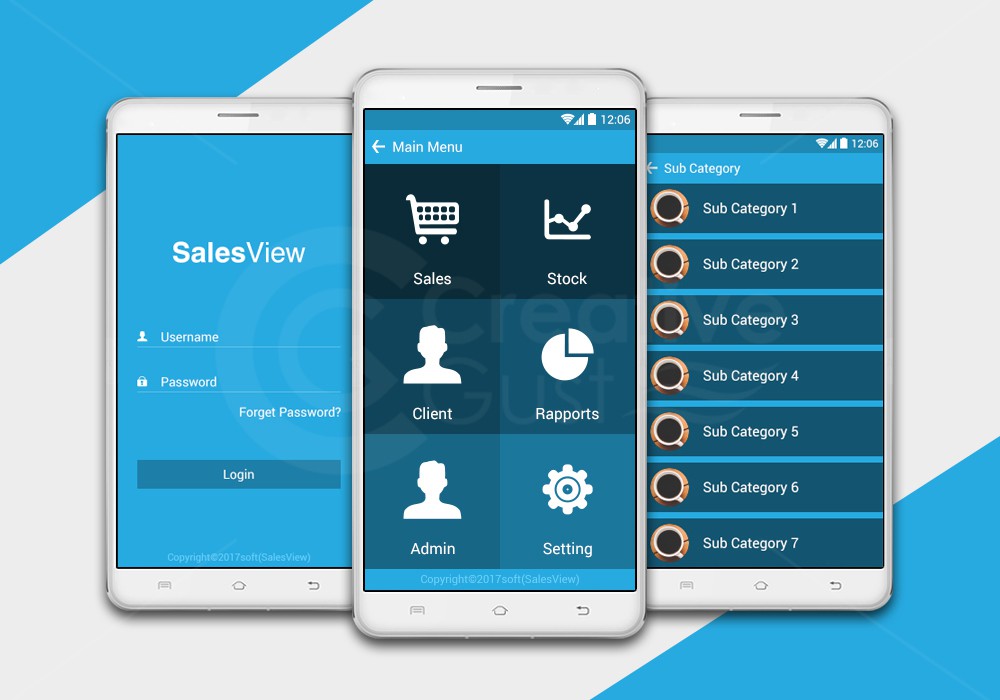 SalesView
Username
Password
Forget Password?
Login
Copyright©2017soft(SalesView)
12:06
Main Menu
Sales
Stock
Client
Rapports
Admin
Setting
Copyright©2017soft(SalesView)
12:06
Sub Category
Sub Category 1
Sub Category 2
Sub Category 3
Sub Category 4
Sub Category 5
Sub Category 6
Sub Category 7
Creative
Gust